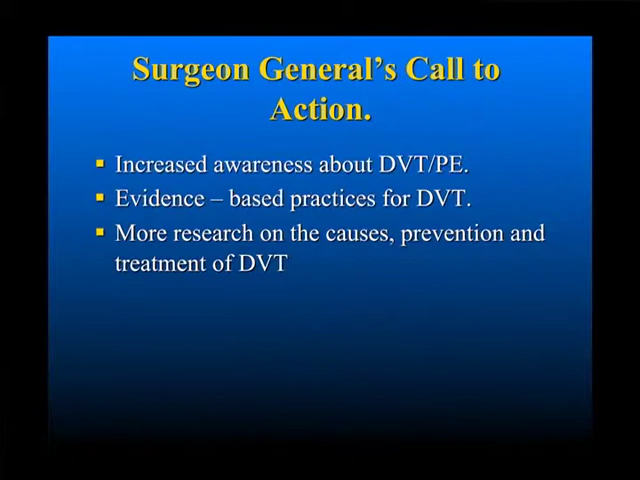 Surgeon General's Call to
Action.
▪ Increased awareness about DVT/PE.
▪ Evidence – based practices for DVT.
▪ More research on the causes, prevention and
treatment of DVT